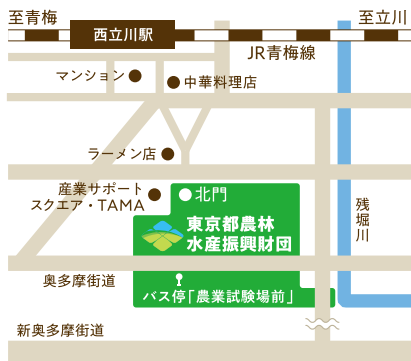 至青梅
西立川駅
至立川
JR青梅線
マンション
中華料理店
ラーメン店
産業サポート
スクエア・TAMA
北門
東京都農林
水産振興財団
残堀川
奥多摩街道
バス停「農業試験場前」
新奥多摩街道